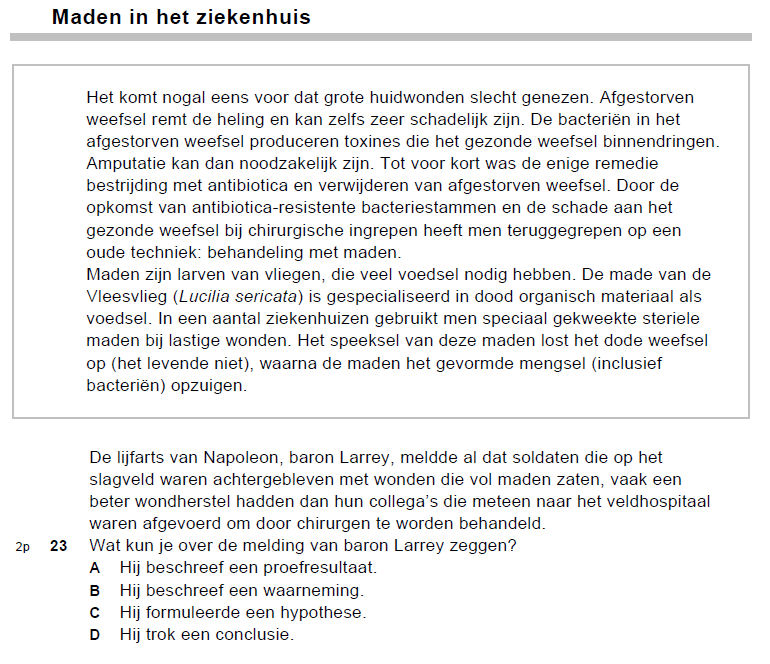 Maden in het ziekenhuis
Het komt nogal eens voor dat grote huidwonden slecht genezen. Afgestorven
weefsel remt de heling en kan zelfs zeer schadelijk zijn. De bacteriën in het
afgestorven weefsel produceren toxines die het gezonde weefsel binnendringen.
Amputatie kan dan noodzakelijk zijn. Tot voor kort was de enige remedie
bestrijding met antibiotica en verwijderen van afgestorven weefsel. Door de
opkomst van antibiotica-resistente bacteriestammen en de schade aan het
gezonde weefsel bij chirurgische ingrepen heeft men teruggegrepen op een
oude techniek: behandeling met maden.
Maden zijn larven van vliegen, die veel voedsel nodig hebben. De made van de
Vleesvlieg (Lucilia sericata) is gespecialiseerd in dood organisch materiaal als
voedsel. In een aantal ziekenhuizen gebruikt men speciaal gekweekte steriele
maden bij lastige wonden. Het speeksel van deze maden lost het dode weefsel
op (het levende niet), waarna de maden het gevormde mengsel (inclusief
bacteriën) opzuigen.
De lijfarts van Napoleon, baron Larrey, meldde al dat soldaten die op het
slagveld waren achtergebleven met wonden die vol maden zaten, vaak een
beter wondherstel hadden dan hun collega's die meteen naar het veldhospitaal
waren afgevoerd om door chirurgen te worden behandeld.
2p 23 Wat kun je over de melding van baron Larrey zeggen?
A Hij beschreef een proefresultaat.
B Hij beschreef een waarneming.
C Hij formuleerde een hypothese.
D Hij trok een conclusie.